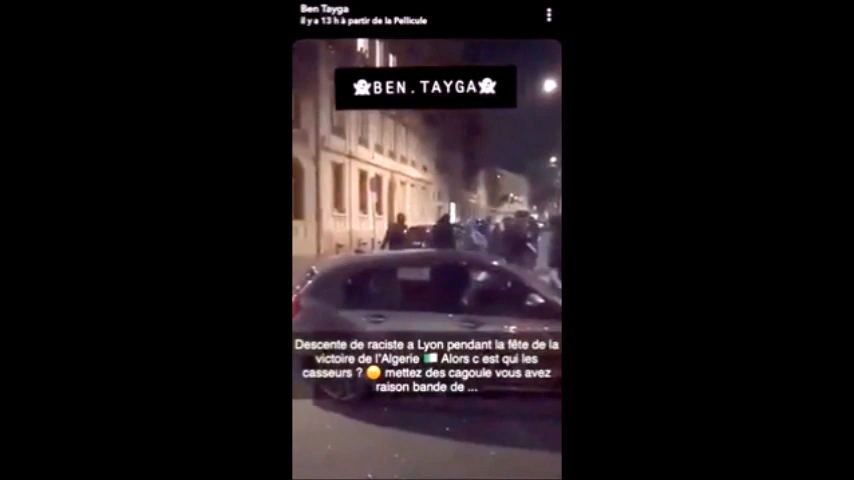 Ben Tayga
il y a 13 h à partir de la Pellicule
BEN.TAYGA
Descente de raciste a Lyon pendant la fête de la
victoire de l'Algerie 🇩🇿 Alors c est qui les
casseurs ? 🙂 mettez des cagoule vous avez
raison bande de ...